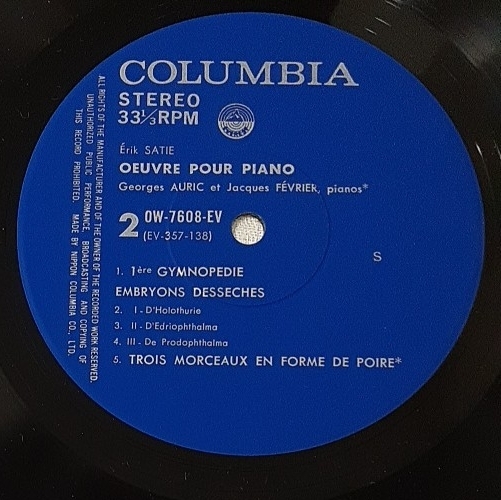 COLUMBIA
STEREO
33⅓RPM
Érik SATIE
OEUVRE POUR PIANO
Georges AURIC et Jacques FÉVRIER, pianos*
2 OW-7608-EV
(EV-357-138)
S
1. 1ère GYMNOPEDIE
EMBRYONS DESSECHES
2. I - D'Holothurie
3. II - D'Edriophthalma
4. III - De Prodophthalma
5. TROIS MORCEAUX EN FORME DE POIRE*
ALL RIGHTS OF THE MANUFACTURER AND OF THE OWNER OF THE RECORDED WORK RESERVED.
UNAUTHORIZED PUBLIC PERFORMANCE, BROADCASTING AND COPYING OF
THIS RECORD PROHIBITED. MADE BY NIPPON COLUMBIA CO., LTD.